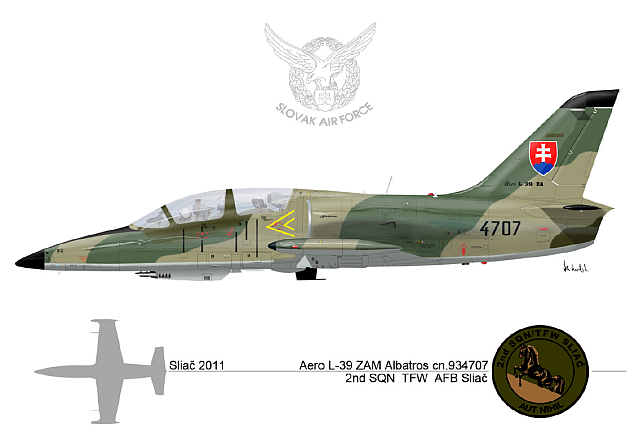 SLOVAK AIR FORCE
Aero L-39 ZA
4707
Sliač 2011
Aero L-39 ZAM Albatros cn.934707
2nd SQN TFW AFB Sliač
2nd SQN/TFW SLIAČ
AUT NIHIL